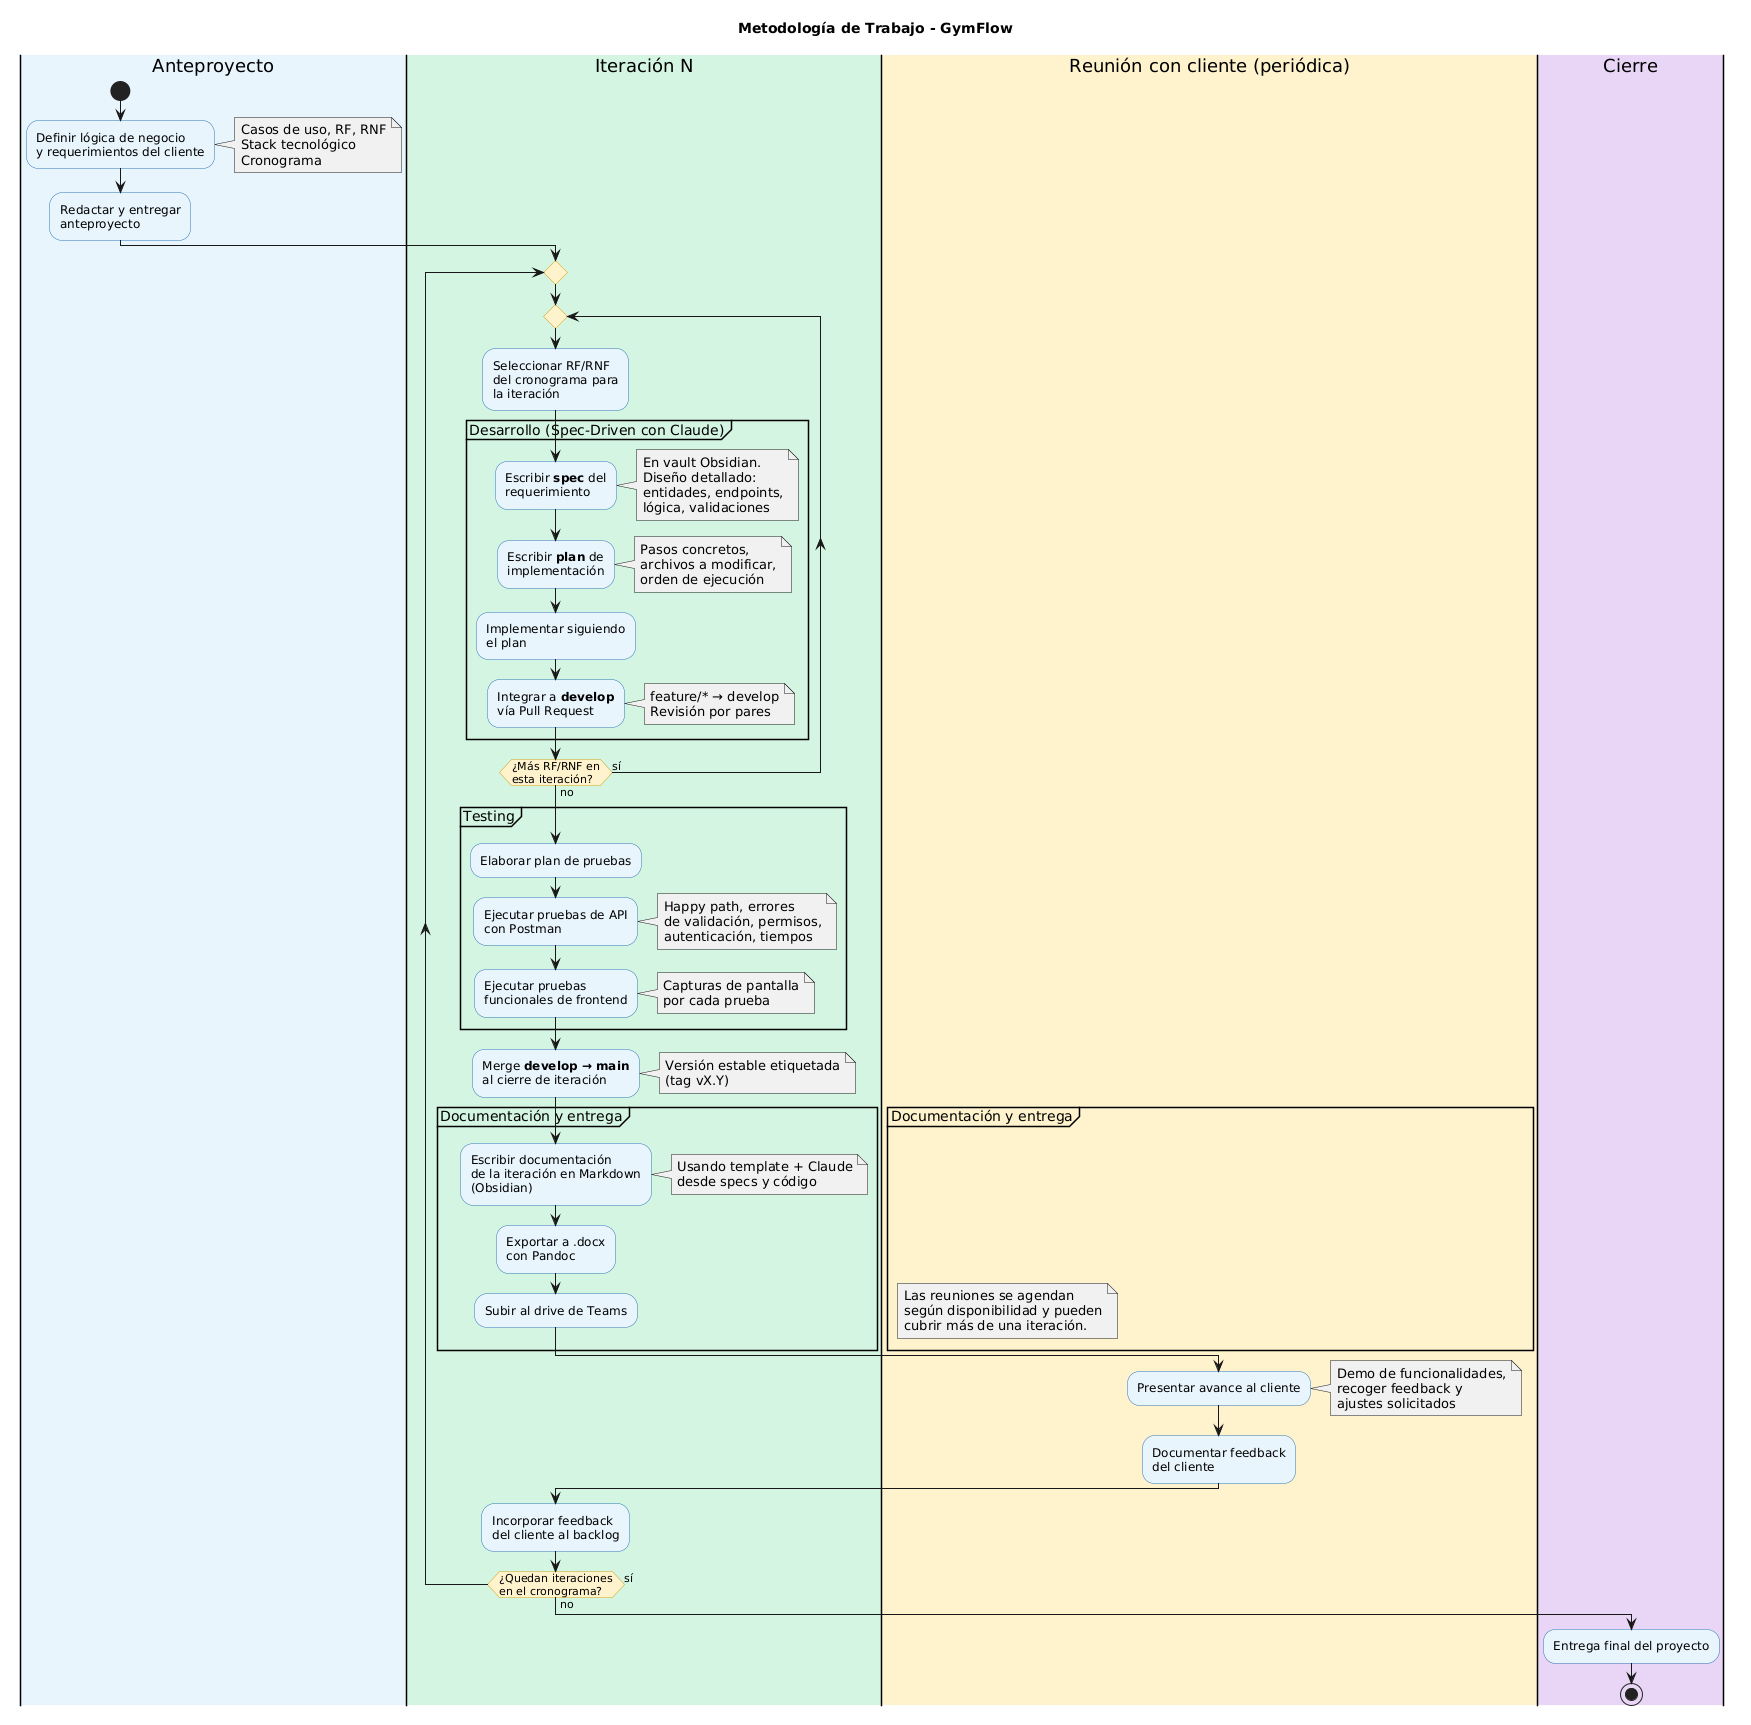 Metodología de Trabajo - GymFlow
Anteproyecto
Iteración N
Reunión con cliente (periódica)
Cierre
Definir lógica de negocio
y requerimientos del cliente
Casos de uso, RF, RNF
Stack tecnológico
Cronograma
Redactar y entregar
anteproyecto
Seleccionar RF/RNF
del cronograma para
la iteración
Desarrollo (Spec-Driven con Claude)
Escribir spec del
requerimiento
En vault Obsidian.
Diseño detallado:
entidades, endpoints,
lógica, validaciones
Escribir plan de
implementación
Pasos concretos,
archivos a modificar,
orden de ejecución
Implementar siguiendo
el plan
Integrar a develop
vía Pull Request
feature/* → develop
Revisión por pares
¿Más RF/RNF en
esta iteración?
sí
no
Testing
Elaborar plan de pruebas
Ejecutar pruebas de API
con Postman
Happy path, errores
de validación, permisos,
autenticación, tiempos
Ejecutar pruebas
funcionales de frontend
Capturas de pantalla
por cada prueba
Merge develop → main
al cierre de iteración
Versión estable etiquetada
(tag vX.Y)
Documentación y entrega
Documentación y entrega
Escribir documentación
de la iteración en Markdown
(Obsidian)
Usando template + Claude
desde specs y código
Exportar a .docx
con Pandoc
Subir al drive de Teams
Las reuniones se agendan
según disponibilidad y pueden
cubrir más de una iteración.
Presentar avance al cliente
Demo de funcionalidades,
recoger feedback y
ajustes solicitados
Documentar feedback
del cliente
Incorporar feedback
del cliente al backlog
¿Quedan iteraciones
en el cronograma?
sí
no
Entrega final del proyecto